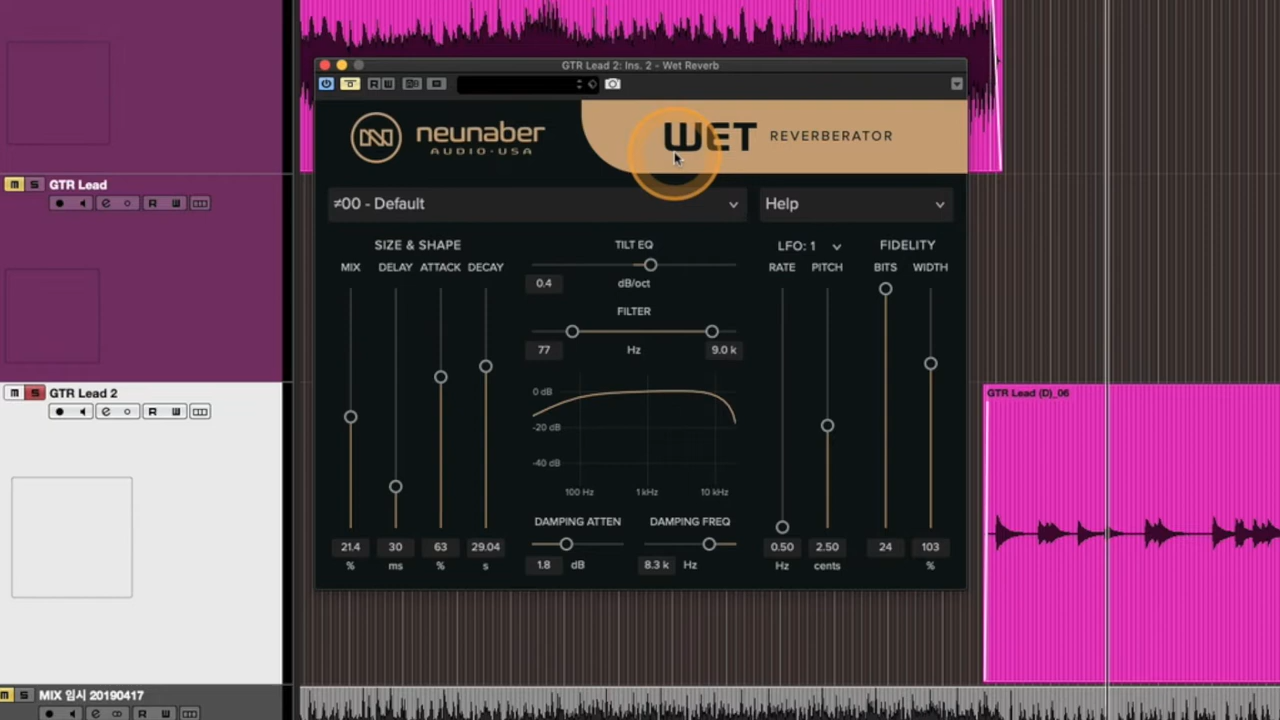 GTR Lead 2: Ins. 2 - Wet Reverb
R W
neunaber
AUDIO·USA
WET REVERBERATOR
≠00 - Default
Help
SIZE & SHAPE
MIX DELAY ATTACK DECAY
TILT EQ
0.4 dB/oct
FILTER
77 Hz 9.0 k
0 dB
-20 dB
-40 dB
100 Hz 1 kHz 10 kHz
DAMPING ATTEN DAMPING FREQ
1.8 dB 8.3 k Hz
LFO: 1
RATE PITCH
FIDELITY
BITS WIDTH
21.4 30 63 29.04
% ms % s
0.50 2.50 24 103
Hz cents %
m S GTR Lead
e R W
m S GTR Lead 2
e R W
GTR Lead (D)_06
m S MIX 임시 20190417
e R W